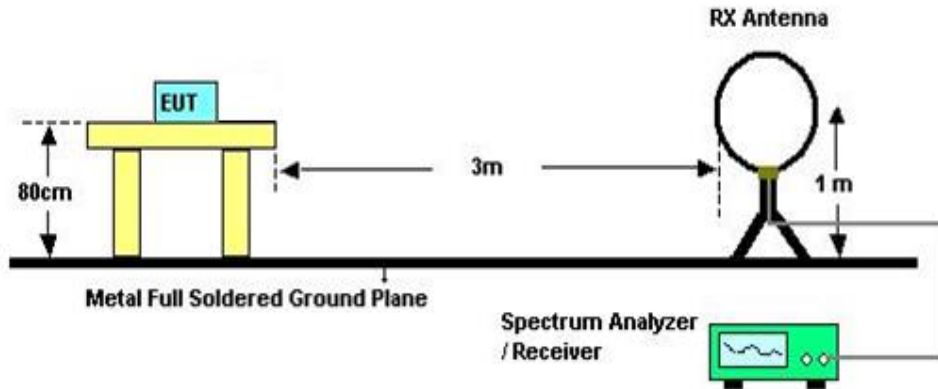 RX Antenna
EUT
3m
80cm
1 m
Metal Full Soldered Ground Plane
Spectrum Analyzer
/ Receiver